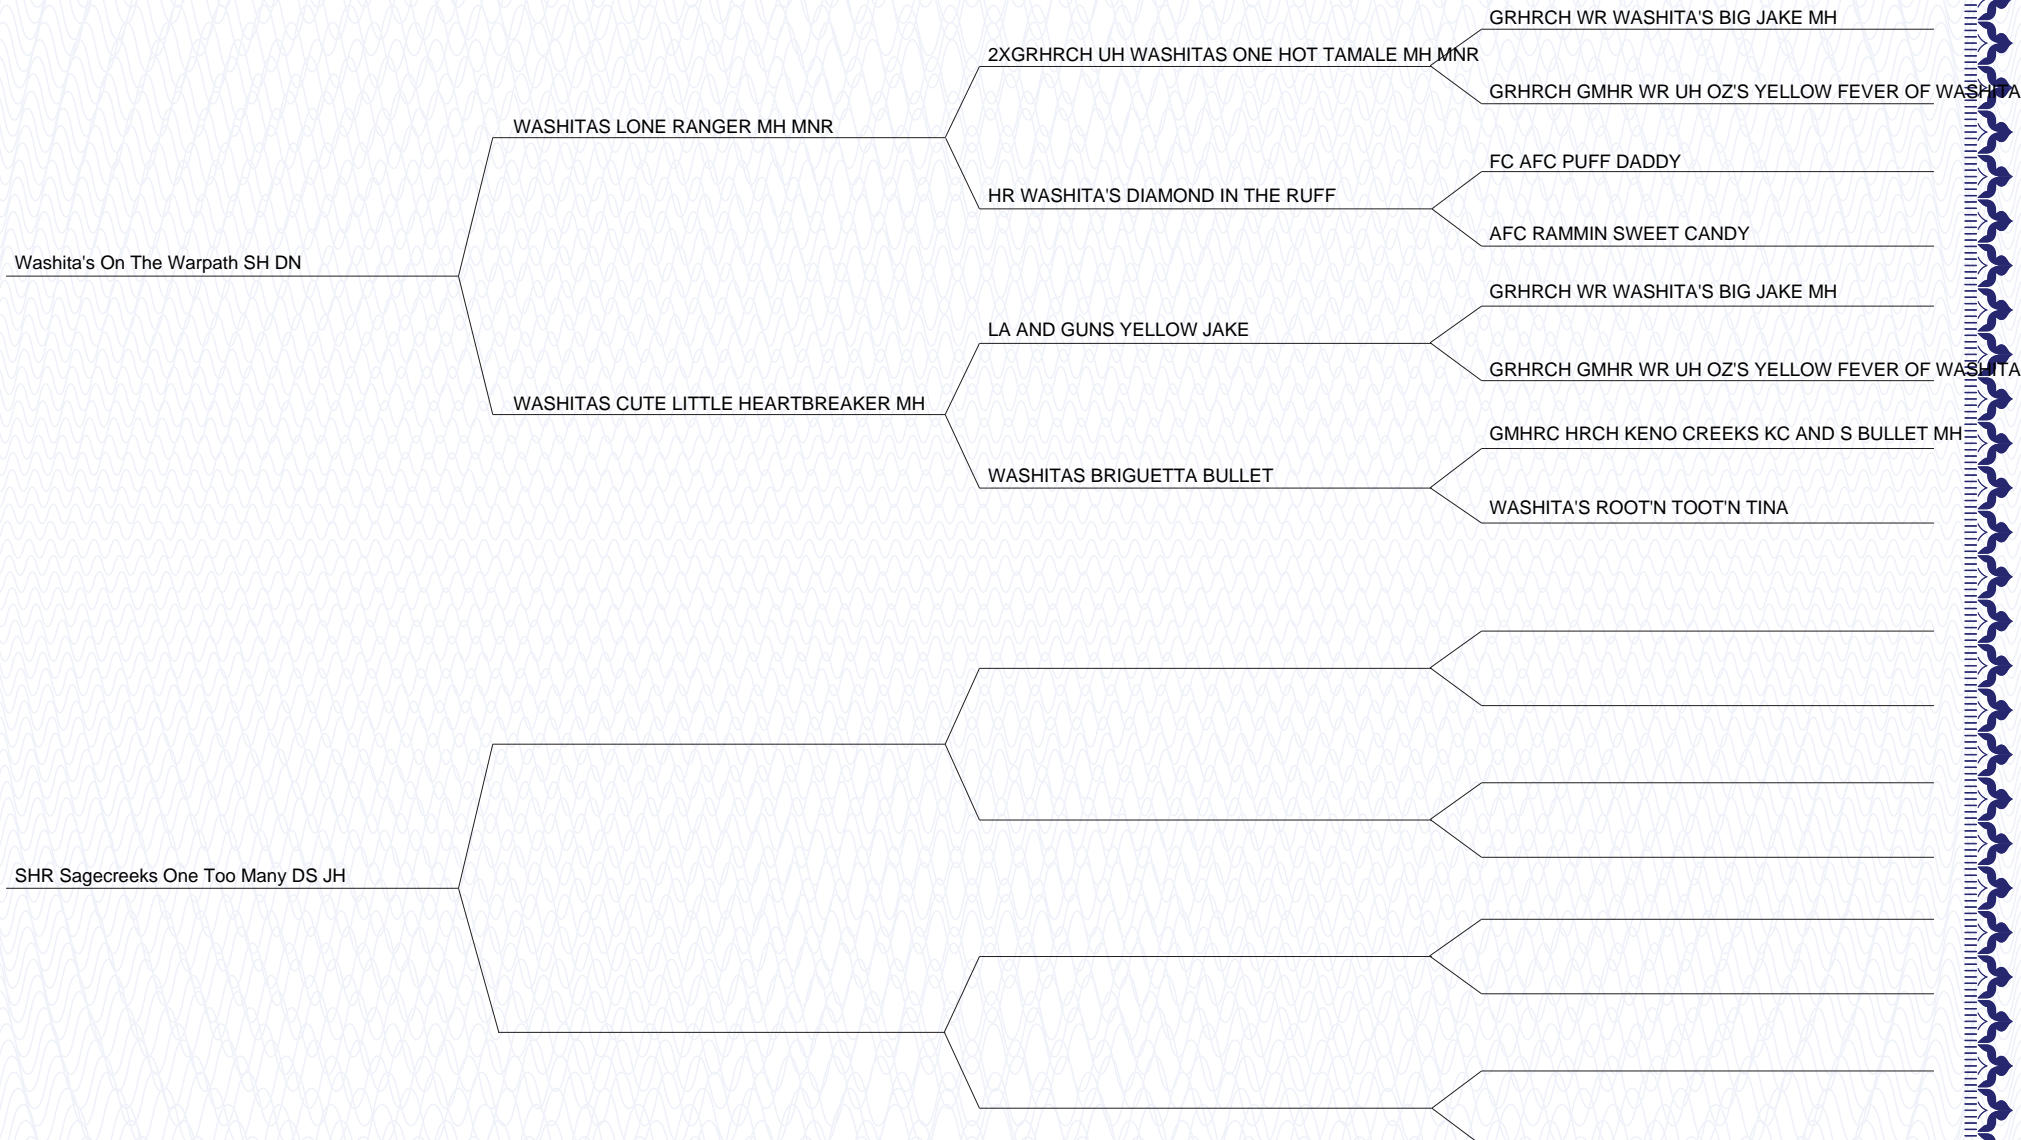 GRHRCH WR WASHITA'S BIG JAKE MH
2XGRHRCH UH WASHITAS ONE HOT TAMALE MH MNR
GRHRCH GMHR WR UH OZ'S YELLOW FEVER OF WASHITA
WASHITAS LONE RANGER MH MNR
FC AFC PUFF DADDY
HR WASHITA'S DIAMOND IN THE RUFF
AFC RAMMIN SWEET CANDY
Washita's On The Warpath SH DN
GRHRCH WR WASHITA'S BIG JAKE MH
LA AND GUNS YELLOW JAKE
GRHRCH GMHR WR UH OZ'S YELLOW FEVER OF WASHITA
WASHITAS CUTE LITTLE HEARTBREAKER MH
GMHRC HRCH KENO CREEKS KC AND S BULLET MH
WASHITAS BRIGUETTA BULLET
WASHITA'S ROOT'N TOOT'N TINA
SHR Sagecreeks One Too Many DS JH